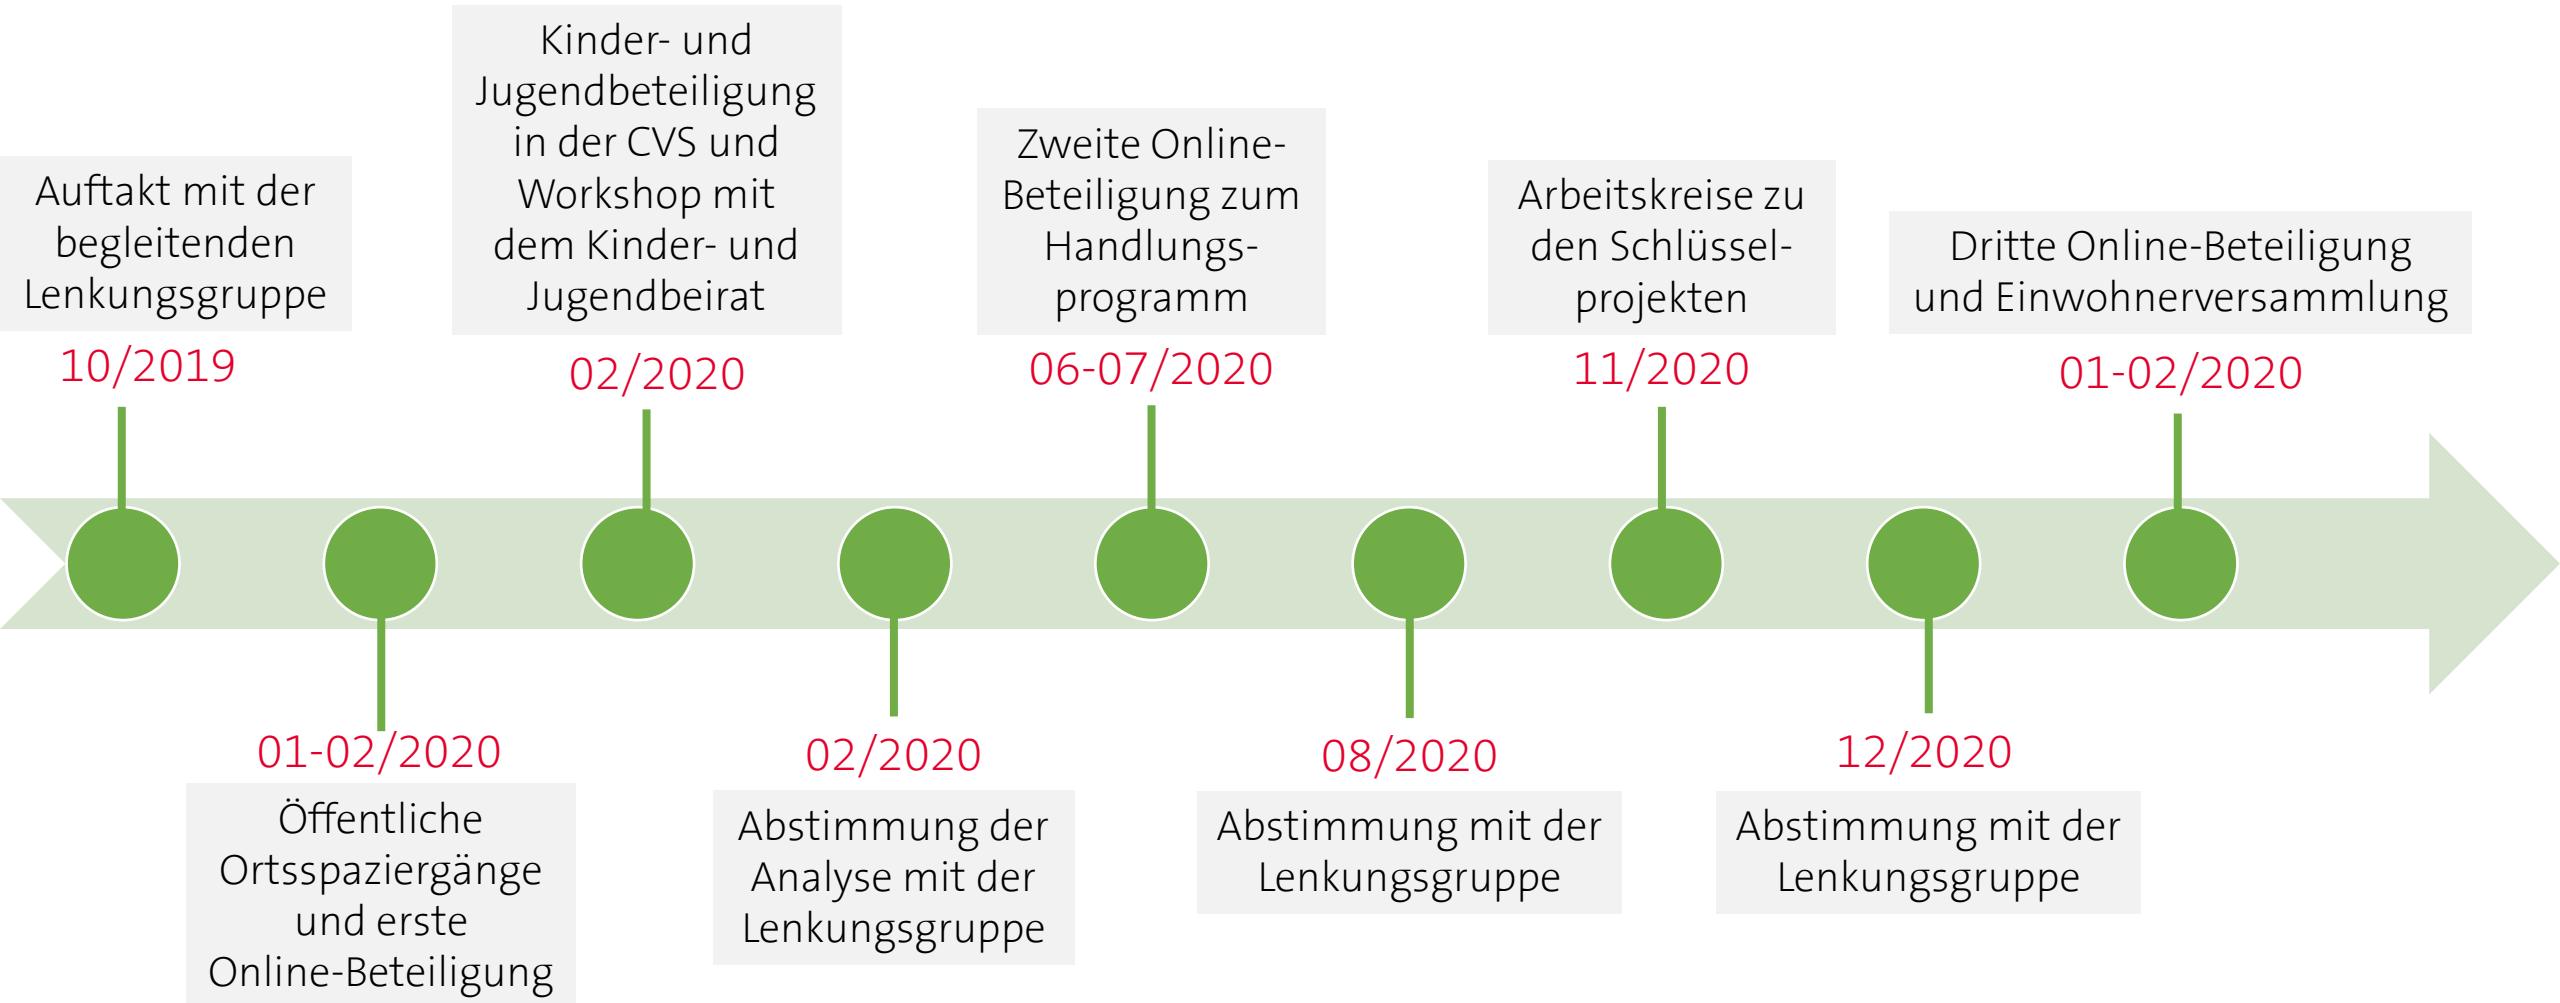 Auftakt mit der
begleitenden
Lenkungsgruppe
10/2019
01-02/2020
Öffentliche
Ortsspaziergänge
und erste
Online-Beteiligung
Kinder- und
Jugendbeteiligung
in der CVS und
Workshop mit
dem Kinder- und
Jugendbeirat
02/2020
02/2020
Abstimmung der
Analyse mit der
Lenkungsgruppe
Zweite Online-
Beteiligung zum
Handlungs-
programm
06-07/2020
08/2020
Abstimmung mit der
Lenkungsgruppe
Arbeitskreise zu
den Schlüssel-
projekten
11/2020
12/2020
Abstimmung mit der
Lenkungsgruppe
Dritte Online-Beteiligung
und Einwohnerversammlung
01-02/2020